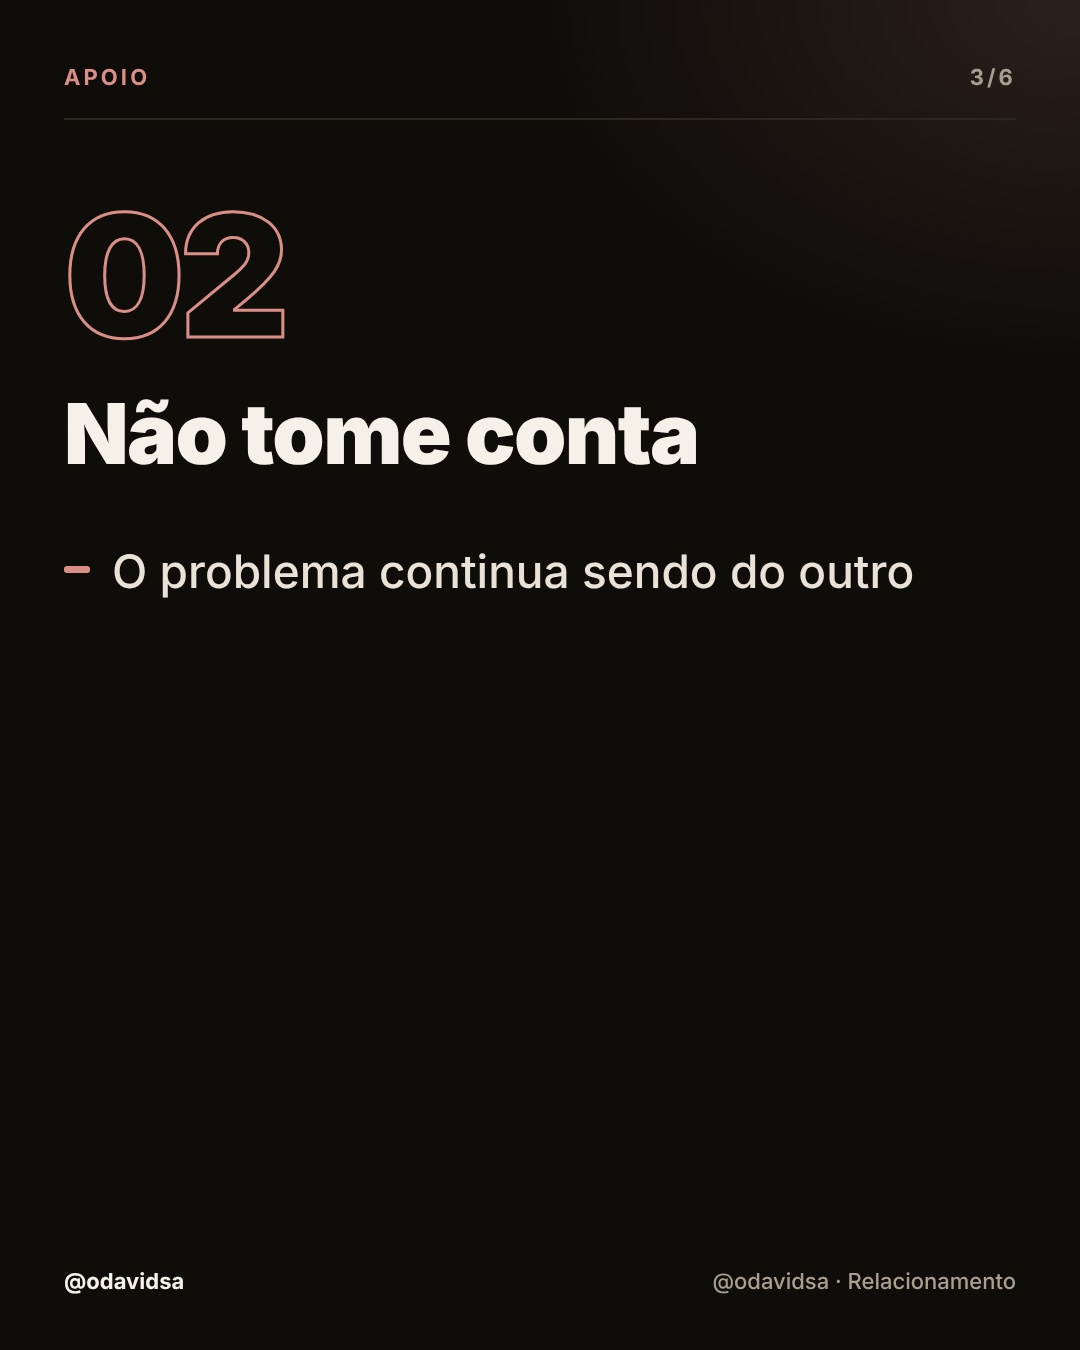 APOIO
3/6
02
Não tome conta
O problema continua sendo do outro
@odavidsa
@odavidsa · Relacionamento